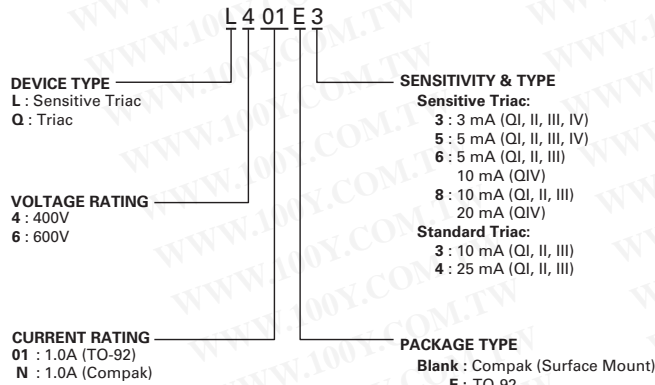 L 4 01 E 3
DEVICE TYPE
L : Sensitive Triac
Q : Triac
VOLTAGE RATING
4 : 400V
6 : 600V
CURRENT RATING
01 : 1.0A (TO-92)
N : 1.0A (Compak)
SENSITIVITY & TYPE
Sensitive Triac:
3 : 3 mA (QI, II, III, IV)
5 : 5 mA (QI, II, III, IV)
6 : 5 mA (QI, II, III)
10 mA (QIV)
8 : 10 mA (QI, II, III)
20 mA (QIV)
Standard Triac:
3 : 10 mA (QI, II, III)
4 : 25 mA (QI, II, III)
PACKAGE TYPE
Blank : Compak (Surface Mount)
E : TO-92
WWW.100Y.COM.TW